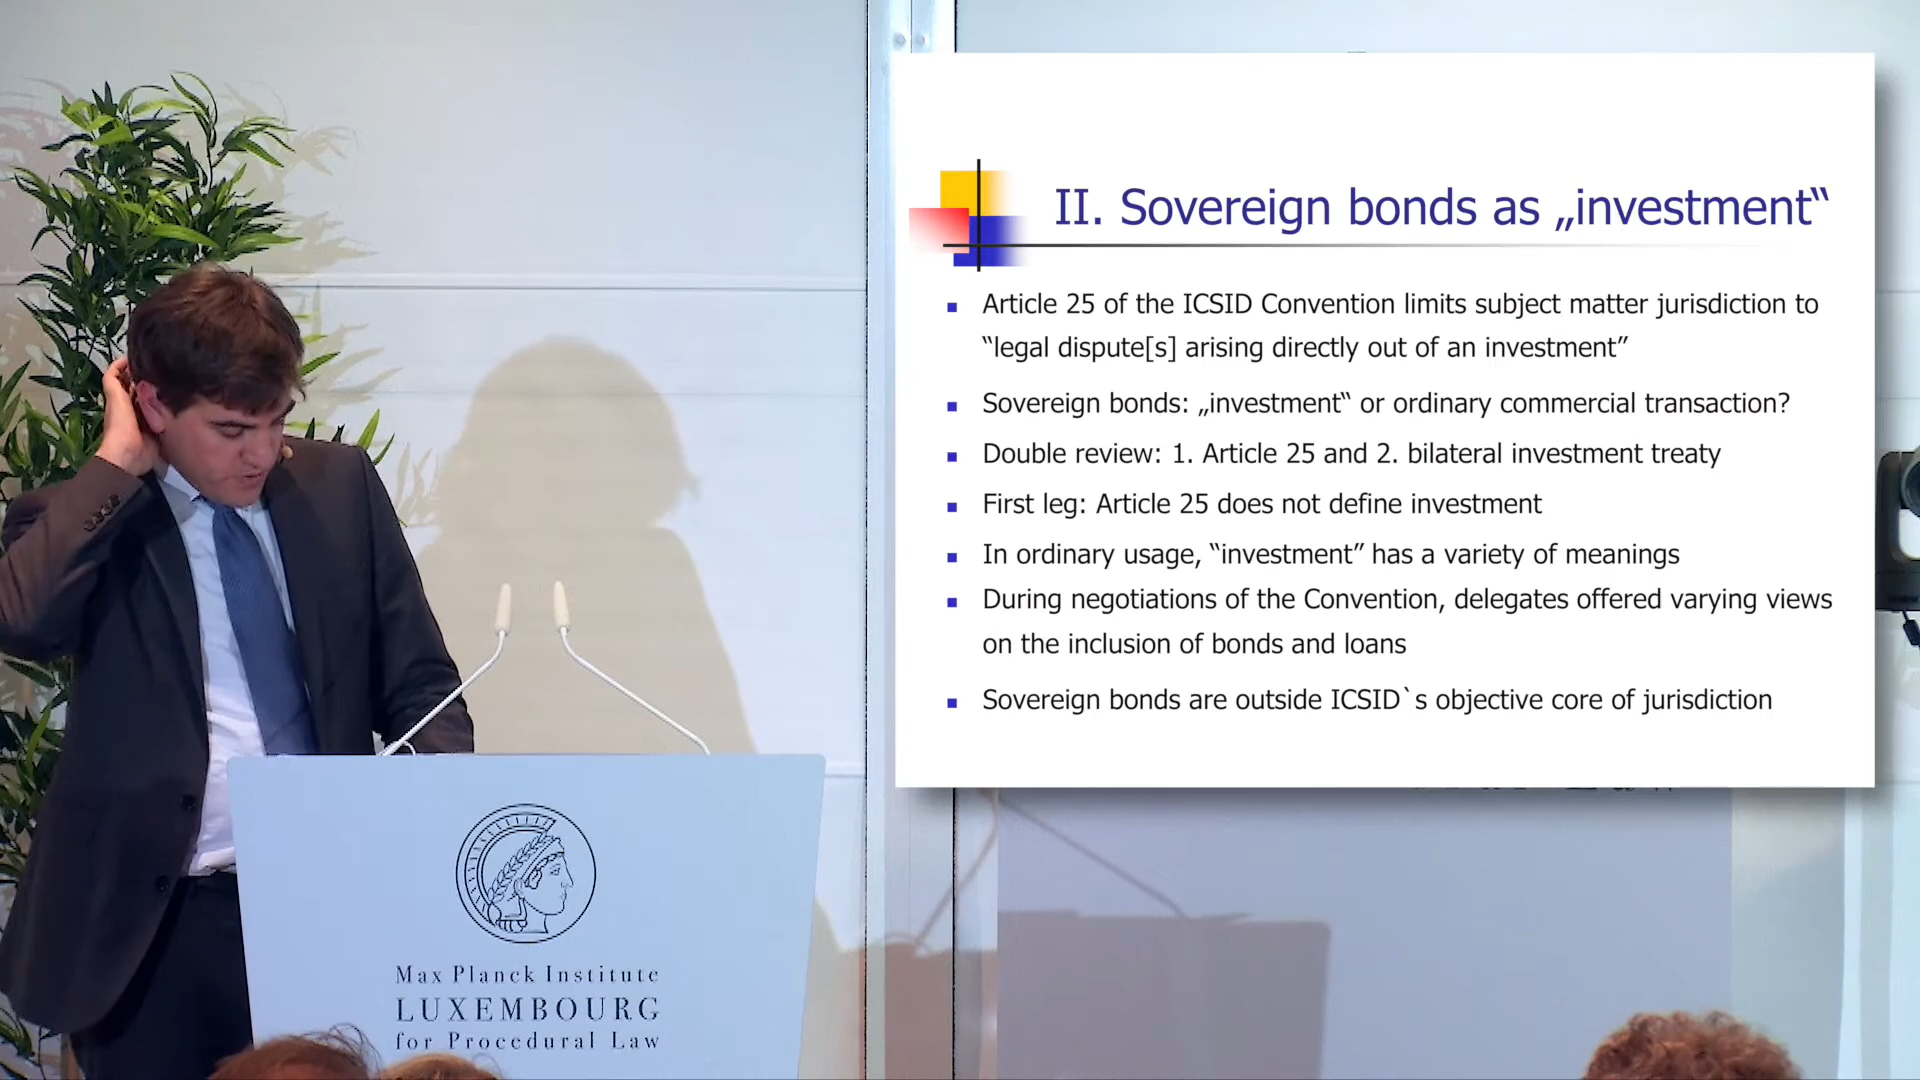 II. Sovereign bonds as „investment“
Article 25 of the ICSID Convention limits subject matter jurisdiction to
“legal dispute[s] arising directly out of an investment”
Sovereign bonds: „investment“ or ordinary commercial transaction?
Double review: 1. Article 25 and 2. bilateral investment treaty
First leg: Article 25 does not define investment
In ordinary usage, “investment” has a variety of meanings
During negotiations of the Convention, delegates offered varying views
on the inclusion of bonds and loans
Sovereign bonds are outside ICSID`s objective core of jurisdiction
Max Planck Institute
LUXEMBOURG
for Procedural Law